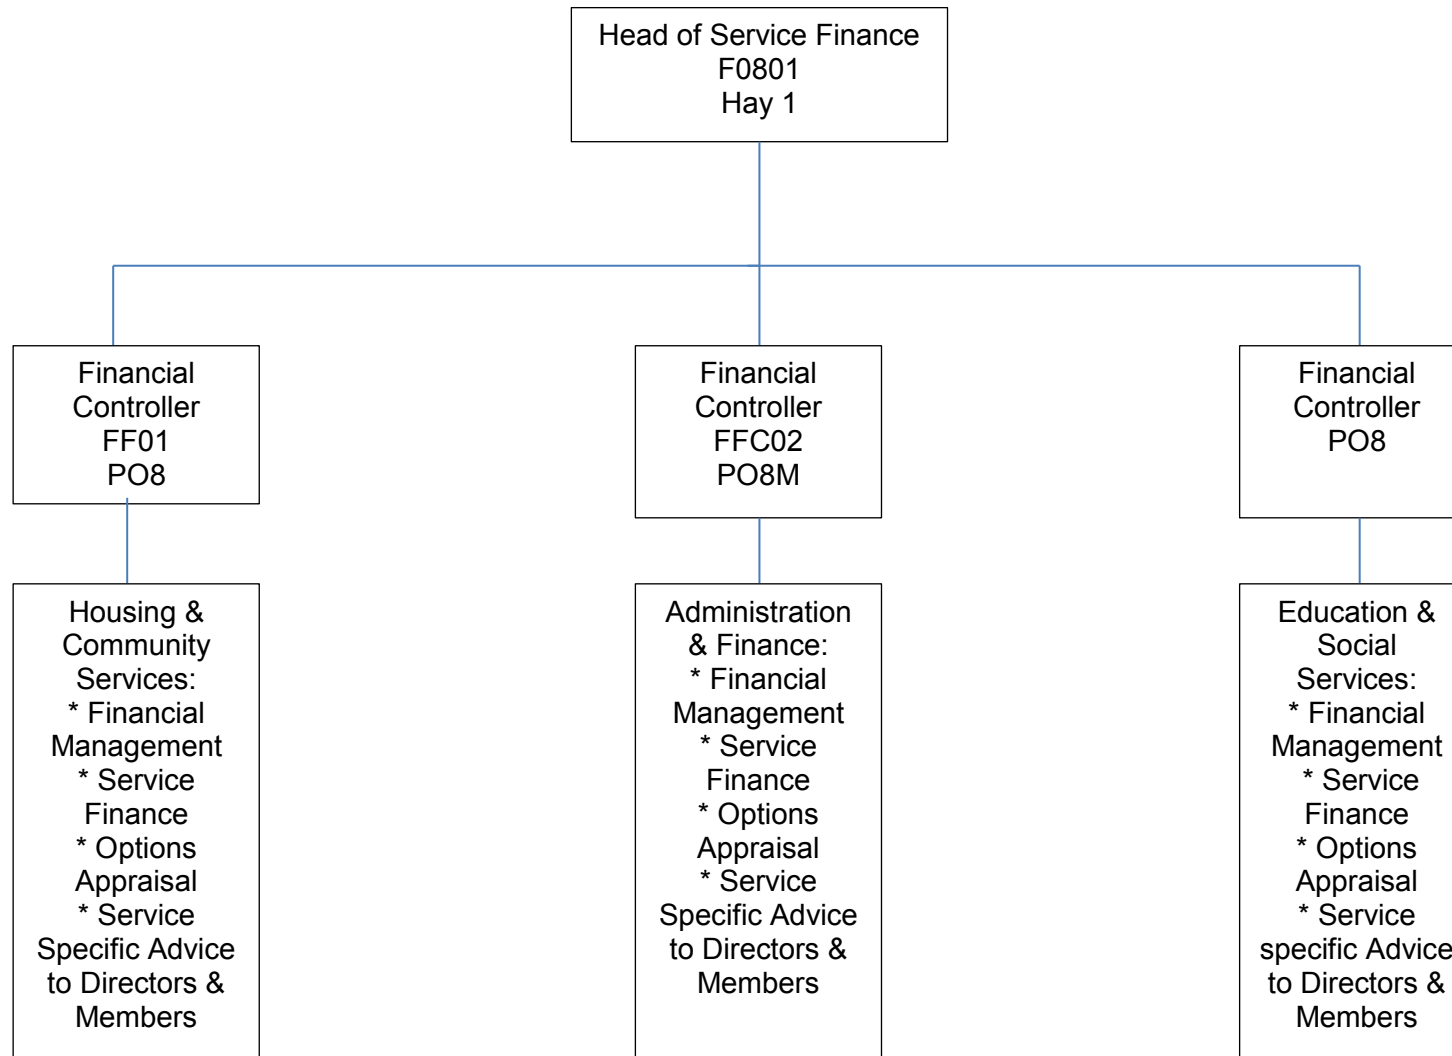 Head of Service Finance
F0801
Hay 1
Financial
Controller
FF01
PO8
Financial
Controller
FFC02
PO8M
Financial
Controller
PO8
Housing &
Community
Services:
* Financial
Management
* Service
Finance
* Options
Appraisal
* Service
Specific Advice
to Directors &
Members
Administration
& Finance:
* Financial
Management
* Service
Finance
* Options
Appraisal
* Service
Specific Advice
to Directors &
Members
Education &
Social
Services:
* Financial
Management
* Service
Finance
* Options
Appraisal
* Service
specific Advice
to Directors &
Members